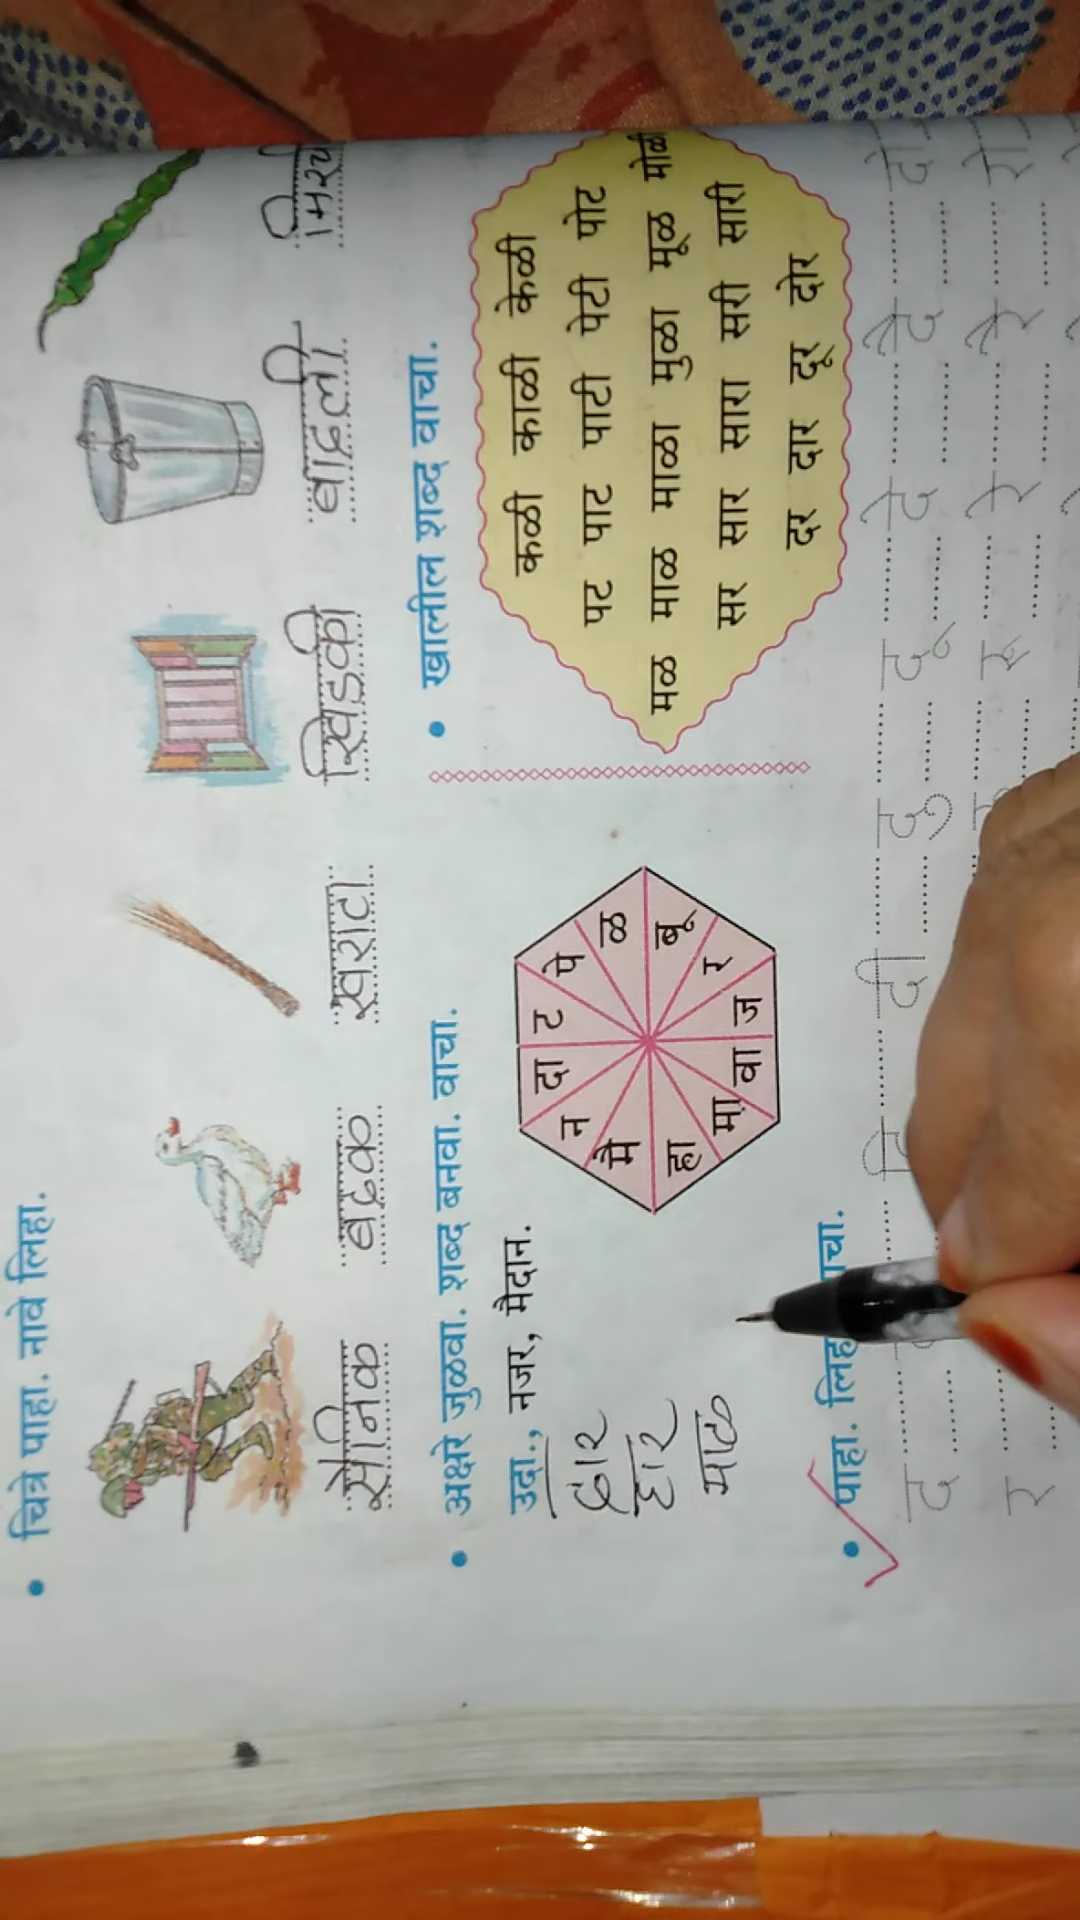 चित्रे पाहा. नावे लिहा.
सैनिक बदक खराटा खिडकी बादली मिरची
अक्षरे जुळवा. शब्द बनवा. वाचा.
उदा., नजर, मैदान.
दार
हार
माळ
न दा ट पे ळ
मै हा मा वा ज र बू
खालील शब्द वाचा.
कळी काळी केळी
पट पाट पाटी पेटी पोट
मळ माळ माळा मुळा मूळ मोळी
सर सार सारा सरी सारी
दर दार दूर दोर
पाहा. लिहा. वाचा.
द दि दी दु दू दे दै दो
र रु रू रे रै रो